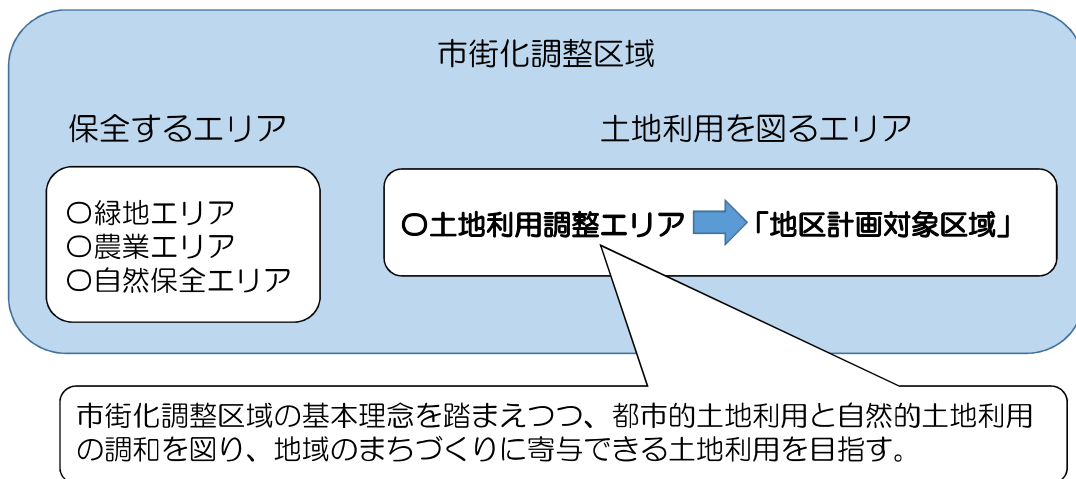 市街化調整区域
保全するエリア
〇緑地エリア
〇農業エリア
〇自然保全エリア
土地利用を図るエリア
〇土地利用調整エリア
「地区計画対象区域」
市街化調整区域の基本理念を踏まえつつ、都市的土地利用と自然的土地利用
の調和を図り、地域のまちづくりに寄与できる土地利用を目指す。